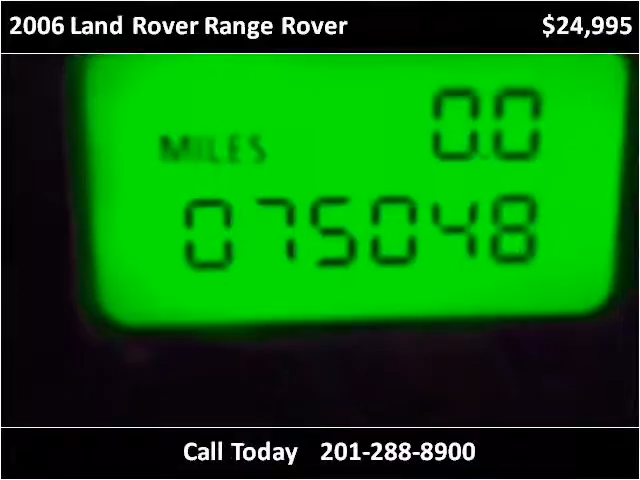 2006 Land Rover Range Rover $24,995
0.0
MILES
075048
Call Today 201-288-8900